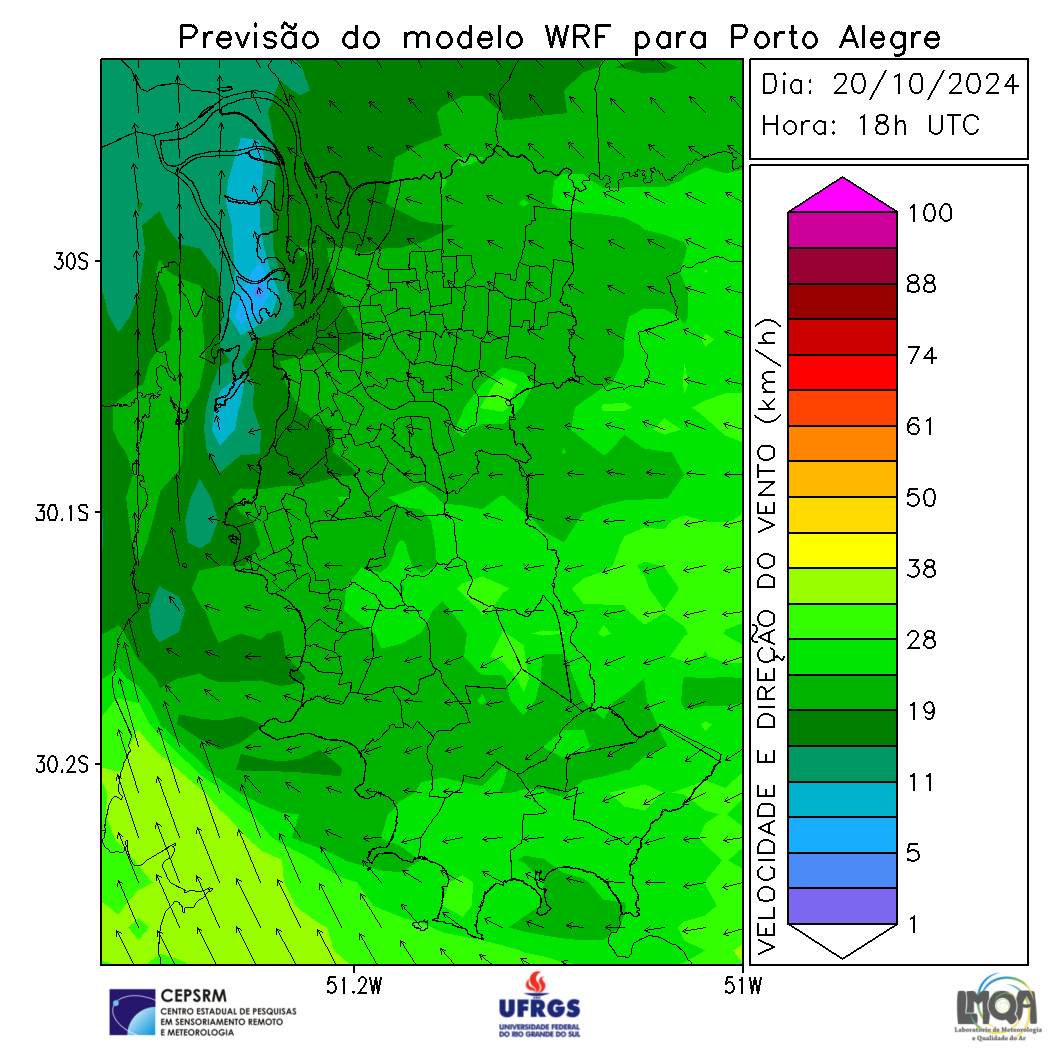 Previsão do modelo WRF para Porto Alegre
Dia: 20/10/2024
Hora: 18h UTC
30S
30.1S
30.2S
51.2W
51W
VELOCIDADE E DIREÇÃO DO VENTO (km/h)
100
88
74
61
50
38
28
19
11
5
1
CEPSRM
CENTRO ESTADUAL DE PESQUISAS
EM SENSORIAMENTO REMOTO
E METEOROLOGIA
UFRGS
UNIVERSIDADE FEDERAL
DO RIO GRANDE DO SUL
LMQA
Laboratório de Meteorologia
e Qualidade do Ar